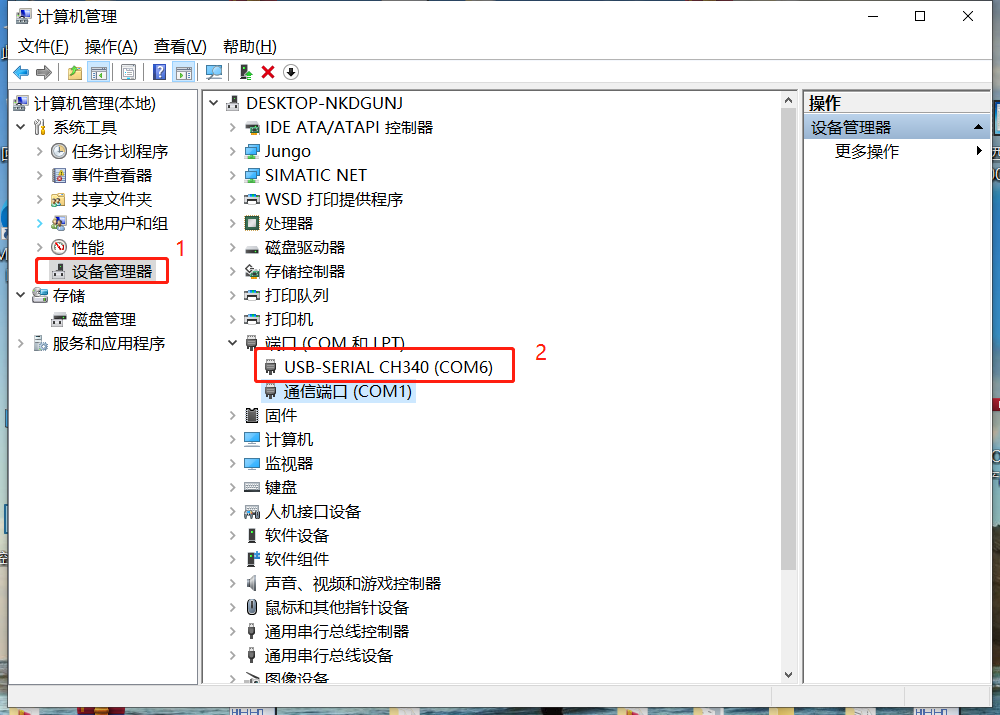 计算机管理
文件(F) 操作(A) 查看(V) 帮助(H)
计算机管理(本地)
系统工具
任务计划程序
事件查看器
共享文件夹
本地用户和组
性能
1
设备管理器
存储
磁盘管理
服务和应用程序
DESKTOP-NKDGUNJ
IDE ATA/ATAPI 控制器
Jungo
SIMATIC NET
WSD 打印提供程序
处理器
磁盘驱动器
存储控制器
打印队列
打印机
端口 (COM 和 LPT)
USB-SERIAL CH340 (COM6)
2
通信端口 (COM1)
固件
计算机
监视器
键盘
人机接口设备
软件设备
软件组件
声音、视频和游戏控制器
鼠标和其他指针设备
通用串行总线控制器
通用串行总线设备
图像设备
操作
设备管理器
更多操作